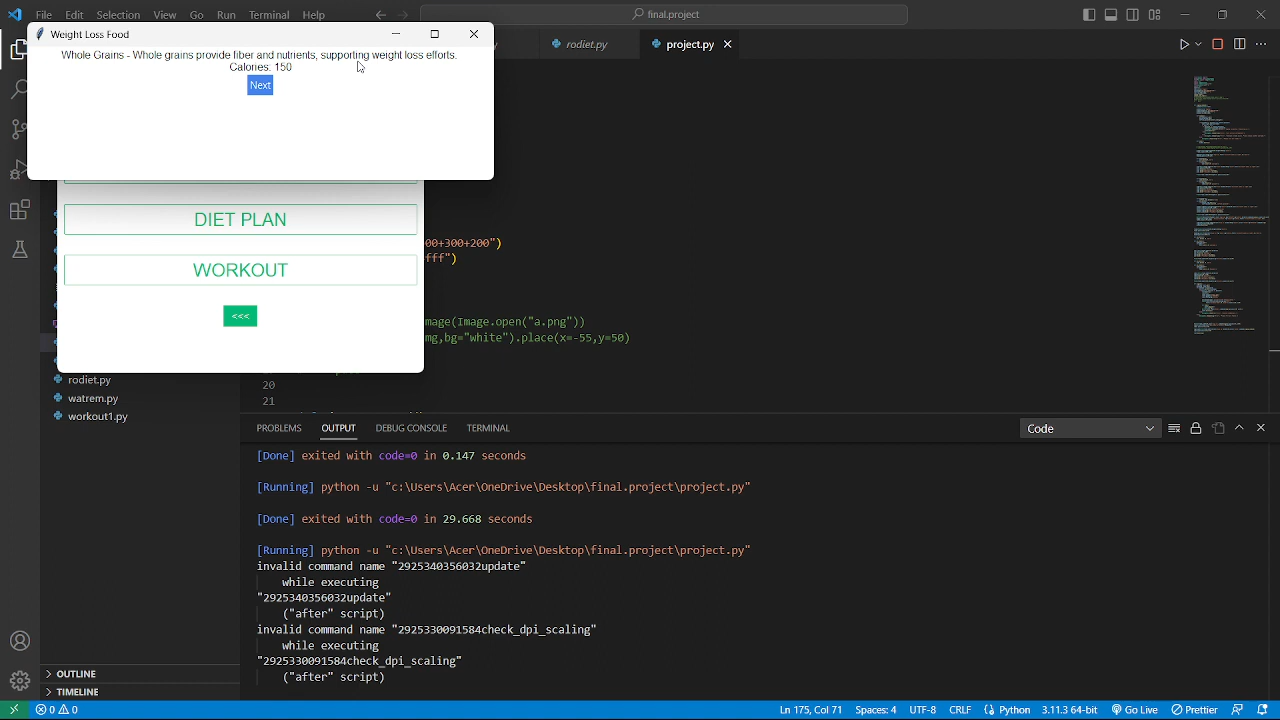 File Edit Selection View Go Run Terminal Help
final.project
Weight Loss Food
Whole Grains - Whole grains provide fiber and nutrients, supporting weight loss efforts.
Calories: 150
Next
rodiet.py
project.py
DIET PLAN
WORKOUT
<<<
00+300+200")
fff")
mage(Image.open("a.png"))
mg,bg="white").place(x=-55,y=50)
20
21
rodiet.py
watrem.py
workout1.py
OUTLINE
TIMELINE
PROBLEMS OUTPUT DEBUG CONSOLE TERMINAL
Code
[Done] exited with code=0 in 0.147 seconds
[Running] python -u "c:\Users\Acer\OneDrive\Desktop\final.project\project.py"
[Done] exited with code=0 in 29.668 seconds
[Running] python -u "c:\Users\Acer\OneDrive\Desktop\final.project\project.py"
invalid command name "2925340356032update"
while executing
"2925340356032update"
("after" script)
invalid command name "2925330091584check_dpi_scaling"
while executing
"2925330091584check_dpi_scaling"
("after" script)
0 0 Ln 175, Col 71 Spaces: 4 UTF-8 CRLF Python 3.11.3 64-bit Go Live Prettier